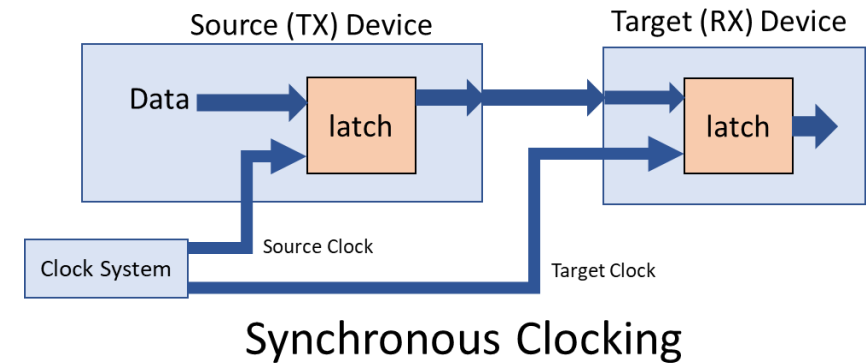 Source (TX) Device
Target (RX) Device
Data
latch
latch
Source Clock
Clock System
Target Clock
Synchronous Clocking